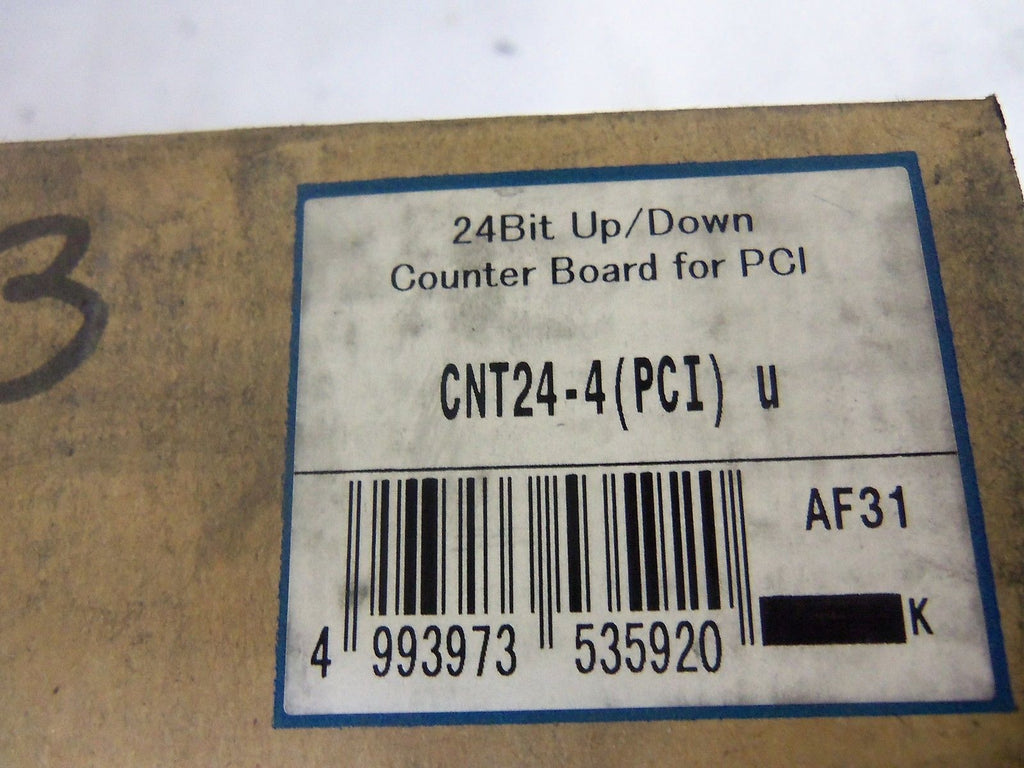 3
24Bit Up/Down
Counter Board for PCI
CNT24-4(PCI) u
AF31
K
4 993973 535920